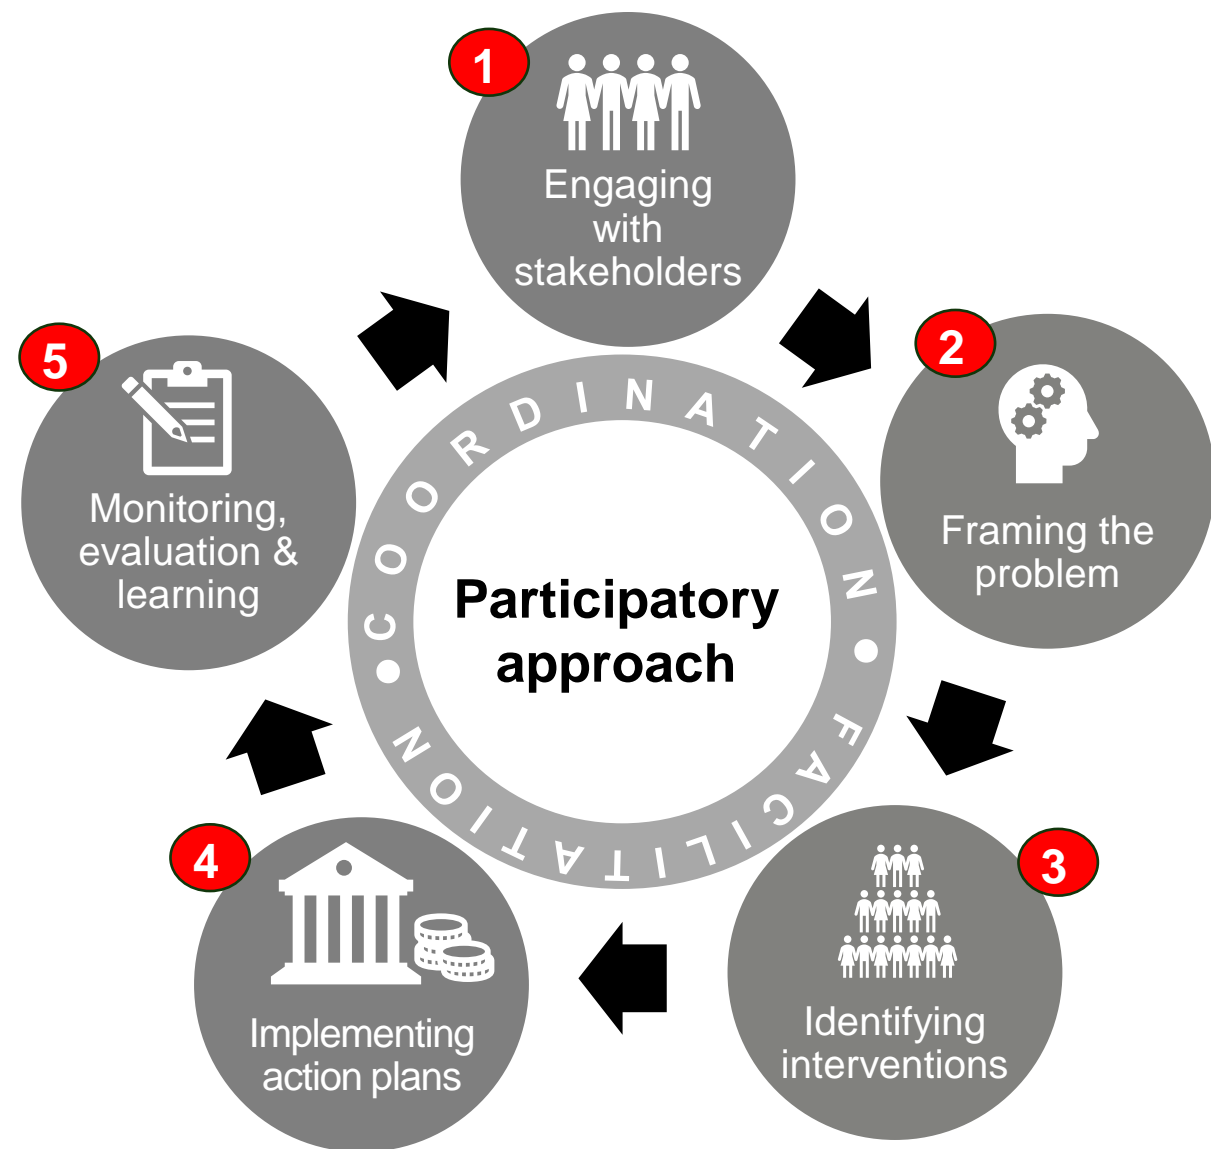 1
Engaging
with
stakeholders
2
Framing the
problem
3
Identifying
interventions
4
Implementing
action plans
5
Monitoring,
evaluation &
learning
COORDINATION • FACILITATION •
Participatory
approach